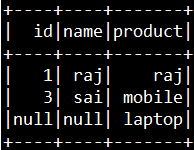 +----+----+-------+
|  id|name|product|
+----+----+-------+
|   1| raj|    raj|
|   3| sai| mobile|
|null|null| laptop|
+----+----+-------+